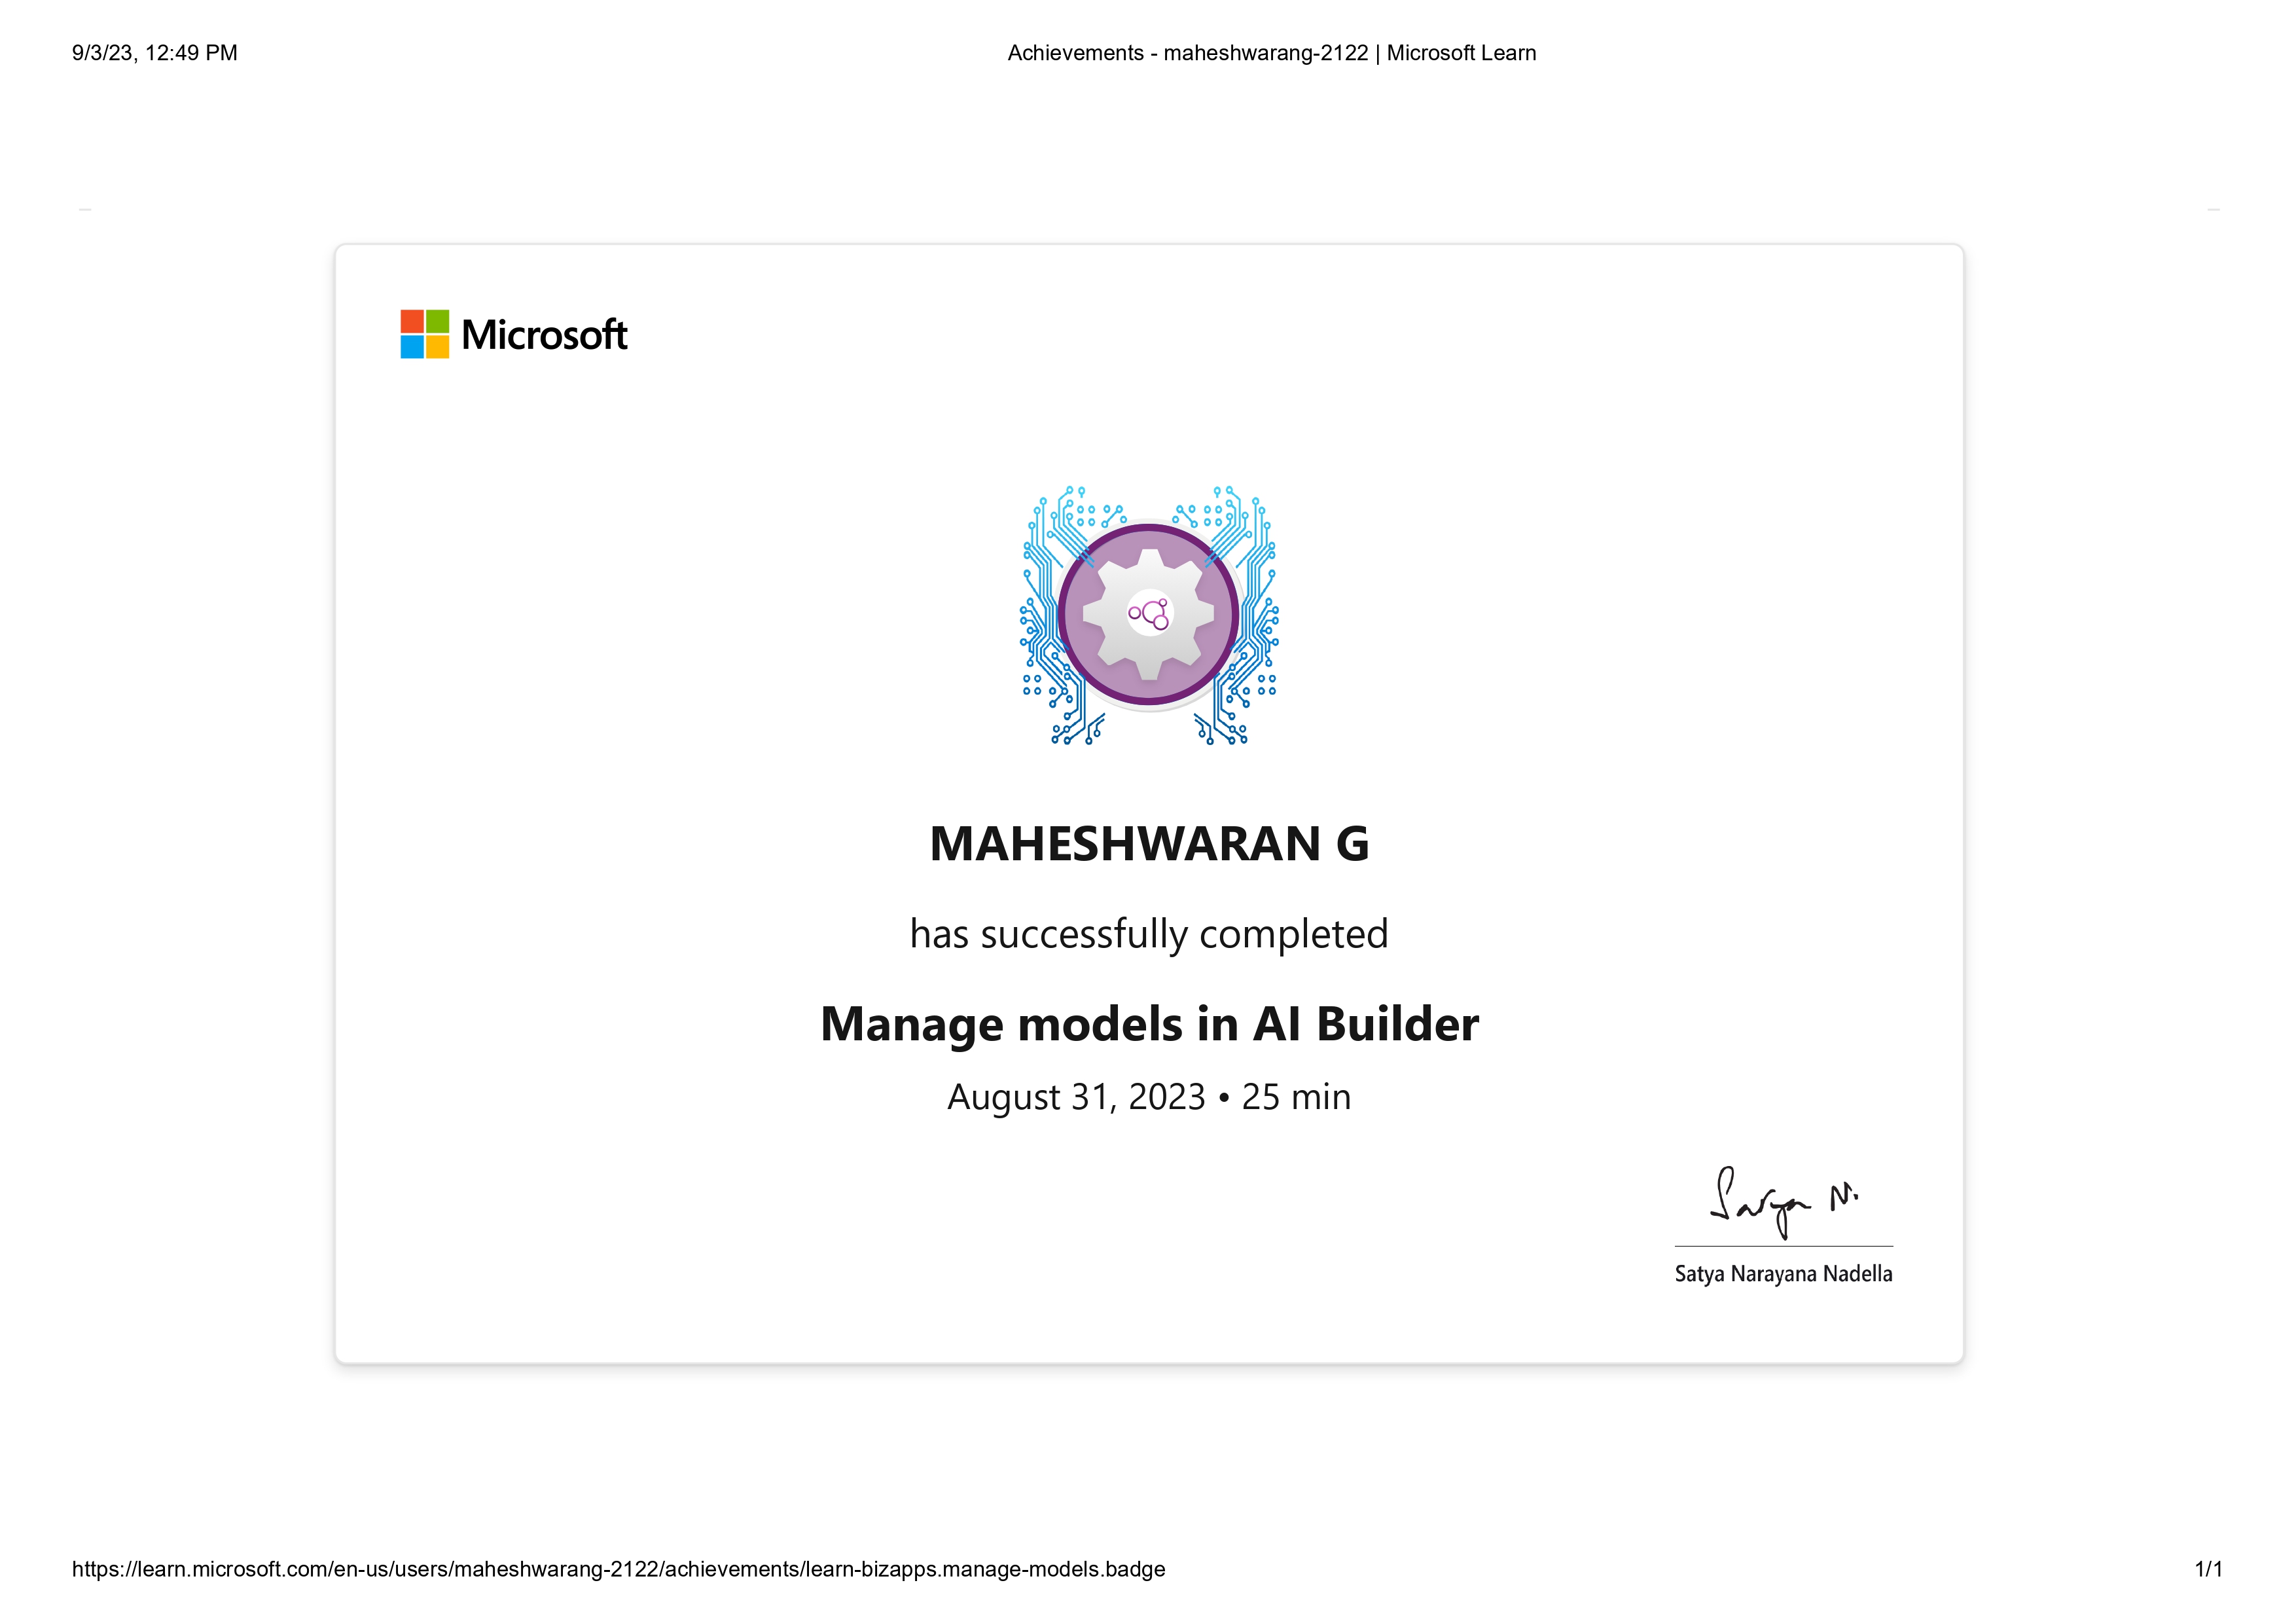 9/3/23, 12:49 PM
Achievements - maheshwarang-2122 | Microsoft Learn
Microsoft
MAHESHWARAN G
has successfully completed
Manage models in AI Builder
August 31, 2023 • 25 min
Satya N.
Satya Narayana Nadella
https://learn.microsoft.com/en-us/users/maheshwarang-2122/achievements/learn-bizapps.manage-models.badge
1/1